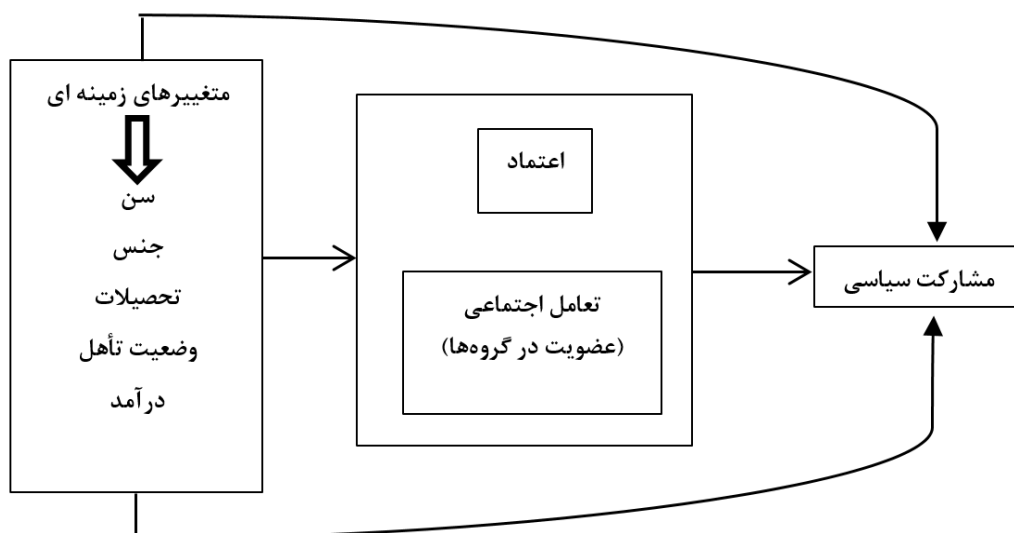 متغییرهای زمینه ای
سن
جنس
تحصیلات
وضعیت تأهل
درآمد
اعتماد
تعامل اجتماعی
(عضویت در گروه‌ها)
مشارکت سیاسی